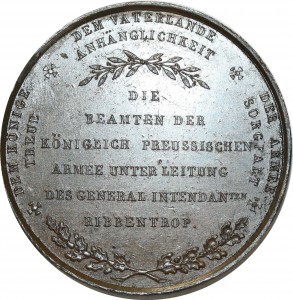 DEM KÖNIGE
TREUE
DEM VATERLANDE
ANHÄNGLICHKEIT
DER ARMEE
SORGFALT
DIE
BEAMTEN DER
KÖNIGLICH PREUSSISCHEN
ARMEE UNTER LEITUNG
DES GENERAL INTENDANTEN
RIBBENTROP.